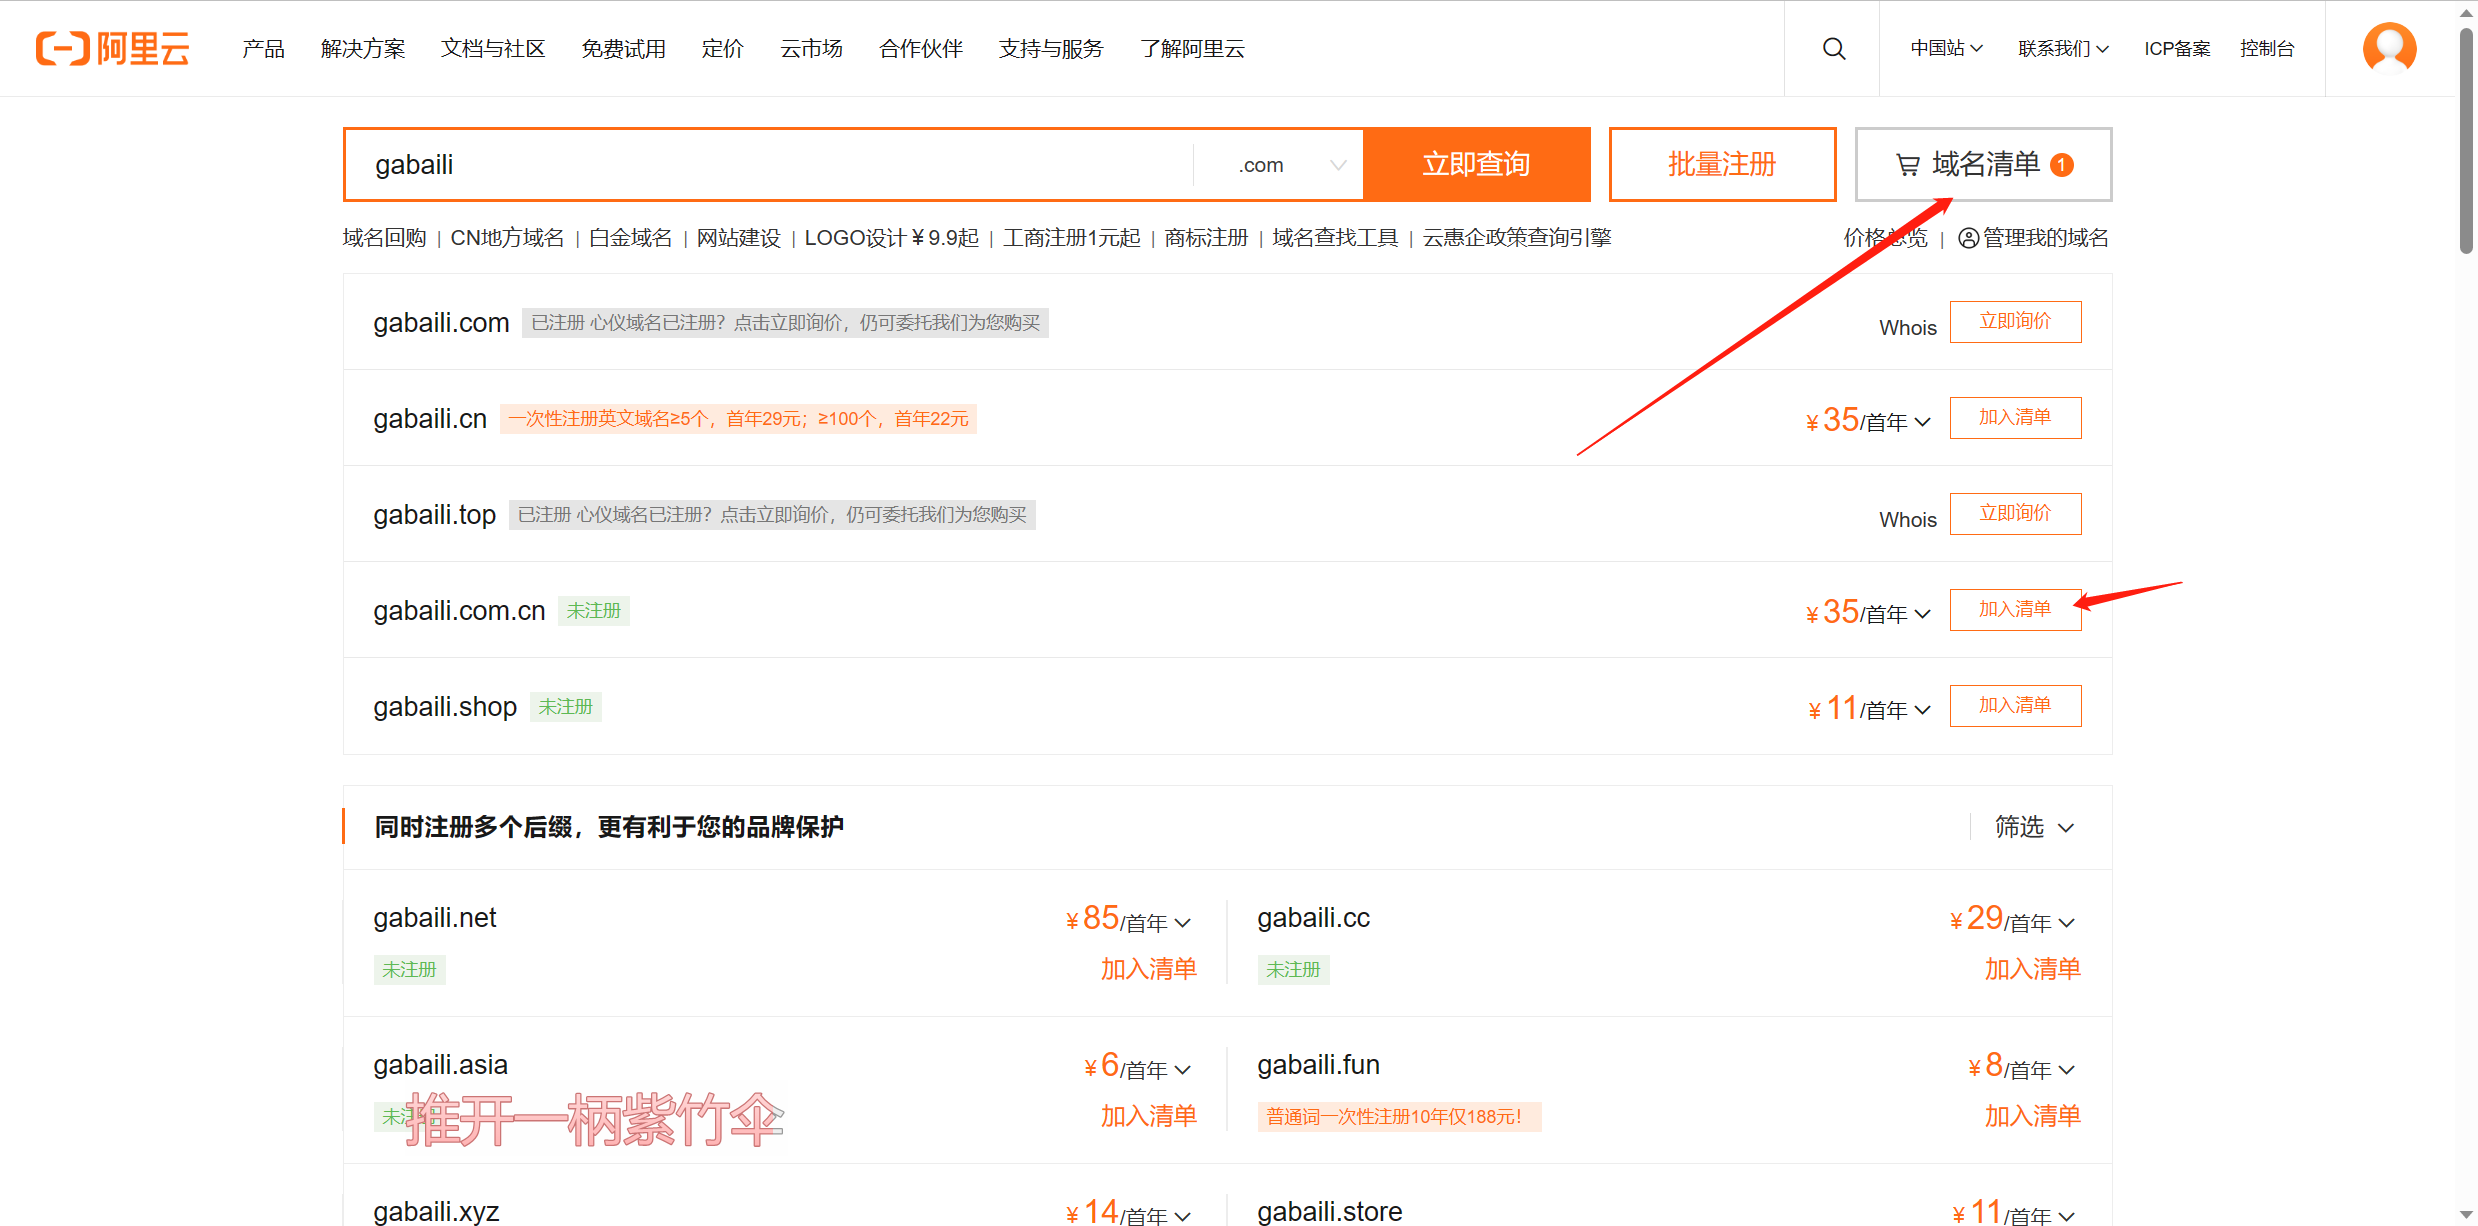 阿里云 产品 解决方案 文档与社区 免费试用 定价 云市场 合作伙伴 支持与服务 了解阿里云 中国站 联系我们 ICP备案 控制台
gabaili .com 立即查询 批量注册 域名清单 1
域名回购 | CN地方域名 | 白金域名 | 网站建设 | LOGO设计¥9.9起 | 工商注册1元起 | 商标注册 | 域名查找工具 | 云惠企政策查询引擎 价格总览 | 管理我的域名
gabaili.com 已注册 心仪域名已注册？点击立即询价，仍可委托我们为您购买 Whois 立即询价
gabaili.cn 一次性注册英文域名≥5个，首年29元；≥100个，首年22元 ¥35/首年 加入清单
gabaili.top 已注册 心仪域名已注册？点击立即询价，仍可委托我们为您购买 Whois 立即询价
gabaili.com.cn 未注册 ¥35/首年 加入清单
gabaili.shop 未注册 ¥11/首年 加入清单
同时注册多个后缀，更有利于您的品牌保护 筛选
gabaili.net ¥85/首年 gabaili.cc ¥29/首年
未注册 加入清单 未注册 加入清单
gabaili.asia ¥6/首年 gabaili.fun ¥8/首年
未注册 加入清单 普通词一次性注册10年仅188元！ 加入清单
推开一柄紫竹伞
gabaili.xyz ¥14/首年 gabaili.store ¥11/首年